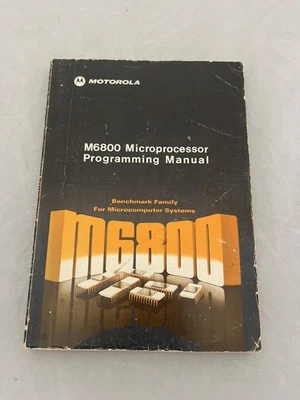 MOTOROLA
M6800 Microprocessor
Programming Manual
Benchmark Family
For Microcomputer Systems
M6800